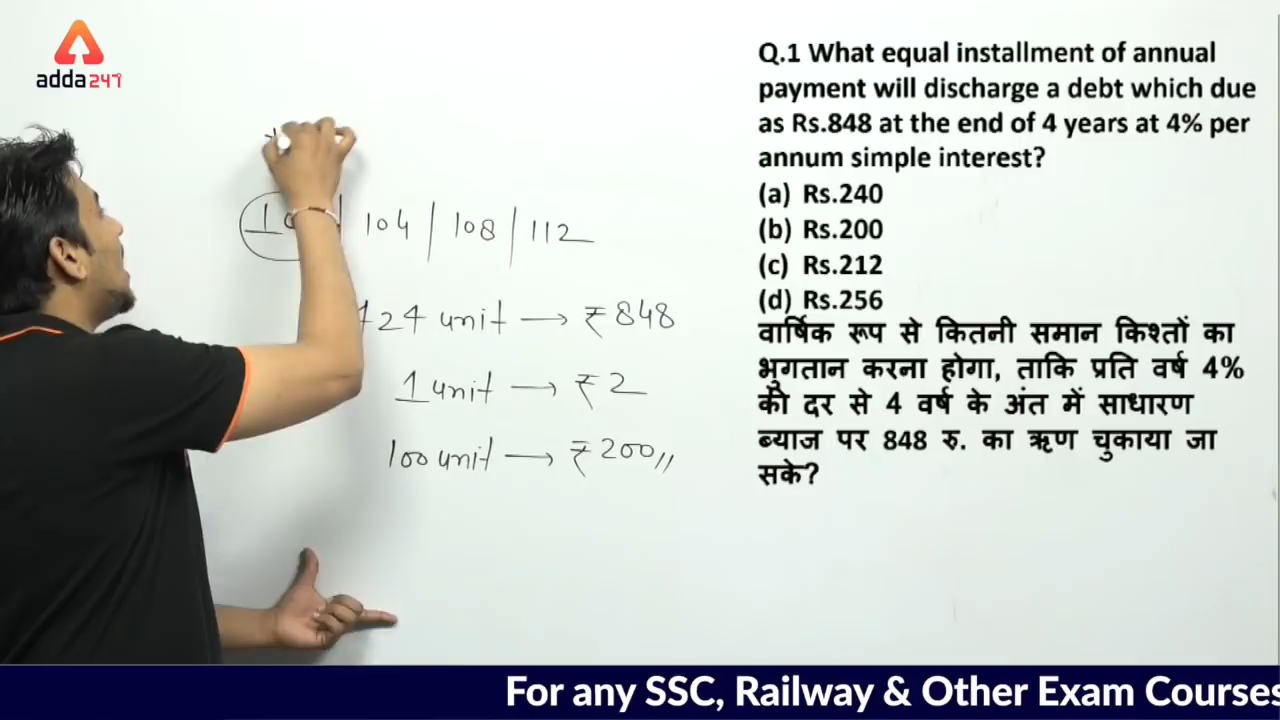 adda247
Q.1 What equal installment of annual
payment will discharge a debt which due
as Rs.848 at the end of 4 years at 4% per
annum simple interest?
(a) Rs.240
(b) Rs.200
(c) Rs.212
(d) Rs.256
वार्षिक रूप से कितनी समान किश्तों का
भुगतान करना होगा, ताकि प्रति वर्ष 4%
की दर से 4 वर्ष के अंत में साधारण
ब्याज पर 848 रु. का ऋण चुकाया जा
सके?
| 104 | 108 | 112
424 unit → ₹848
1 unit → ₹2
100 unit → ₹200
For any SSC, Railway & Other Exam Courses